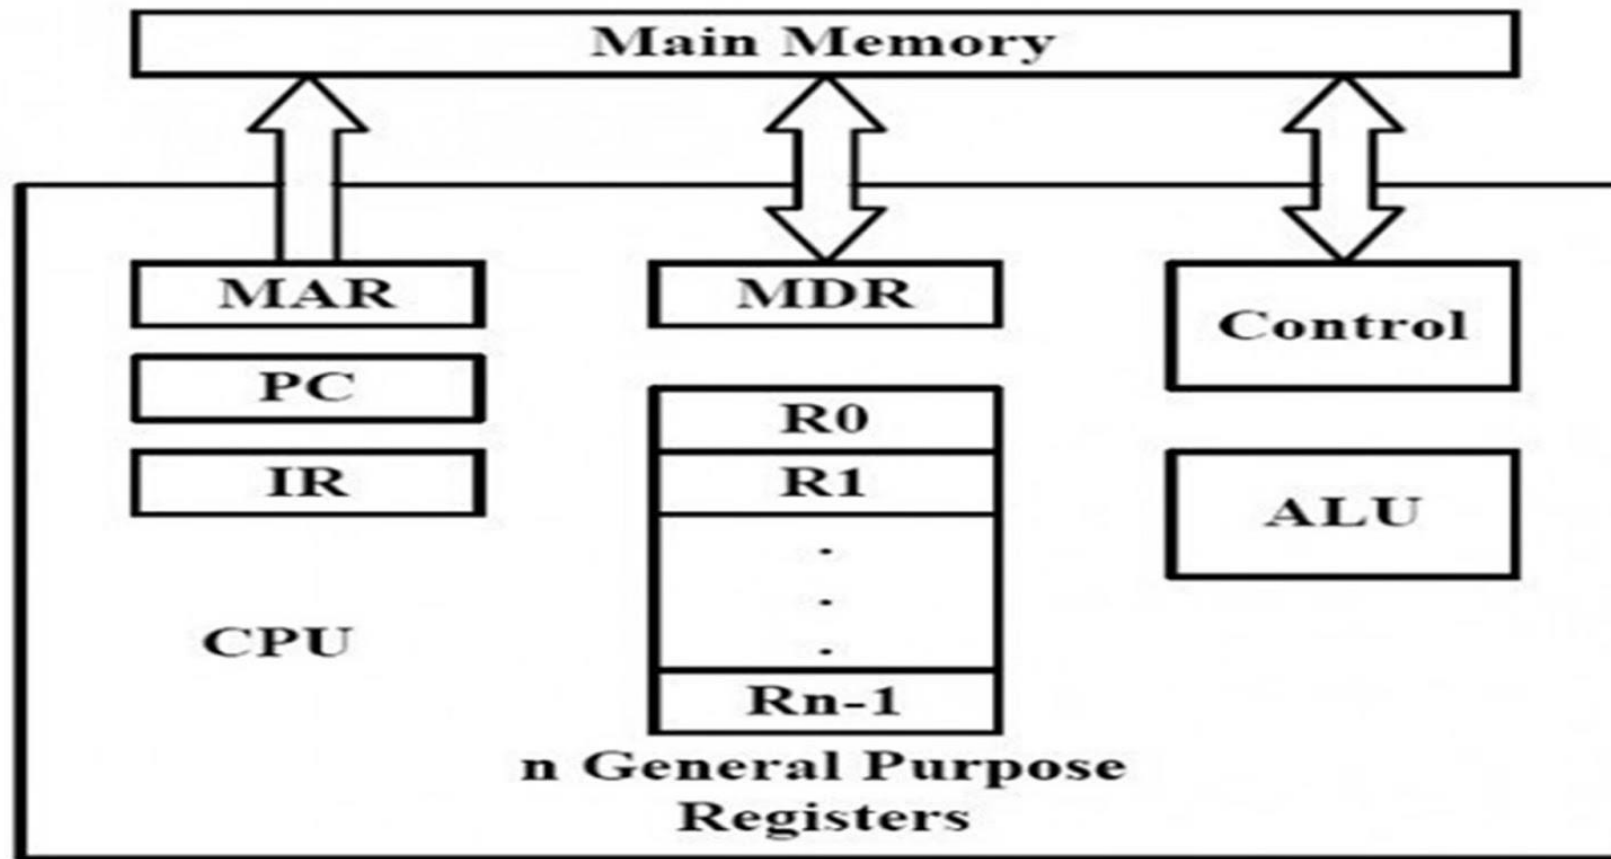 Main Memory
MAR
MDR
Control
PC
R0
IR
R1
ALU
.
.
.
CPU
Rn-1
n General Purpose
Registers